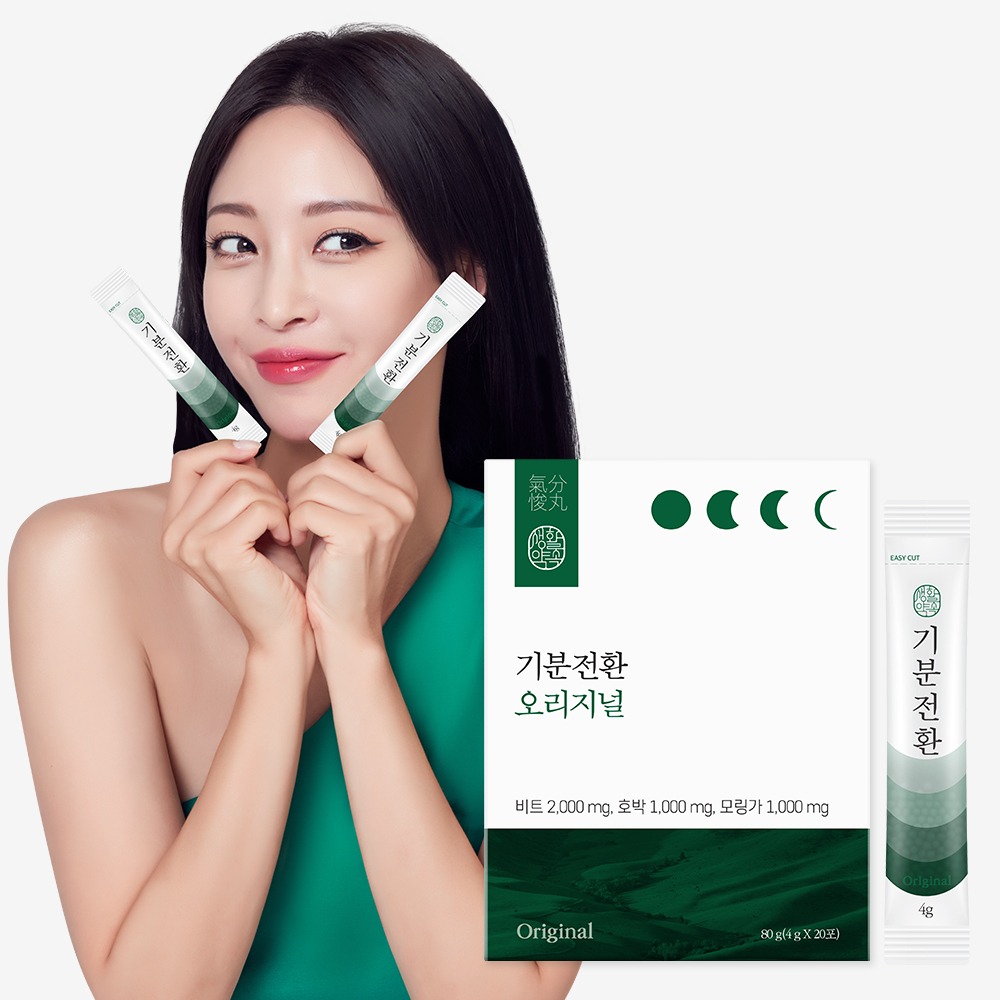 EASY CUT
기분전환
4g
EASY CUT
기분전환
氣分
悛丸
생활
약속
기분전환
오리지널
비트 2,000 mg, 호박 1,000 mg, 모링가 1,000 mg
Original
80 g(4 g X 20포)
EASY CUT
생활
약속
기분전환
Original
4g